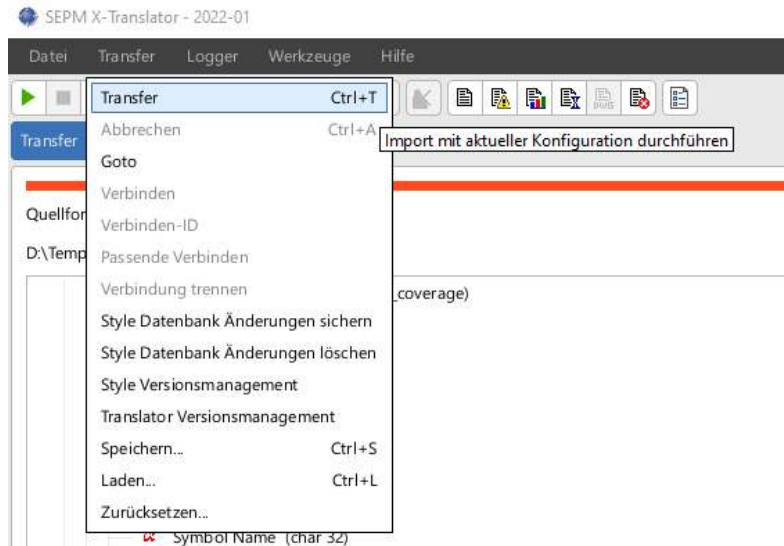 SEPM X-Translator - 2022-01
Datei Transfer Logger Werkzeuge Hilfe
Transfer Ctrl+T
Abbrechen Ctrl+A
Import mit aktueller Konfiguration durchführen
Transfer
Goto
Verbinden
Quellfor
Verbinden-ID
D:\Temp
Passende Verbinden
Verbindung trennen
_coverage)
Style Datenbank Änderungen sichern
Style Datenbank Änderungen löschen
Style Versionsmanagement
Translator Versionsmanagement
Speichern... Ctrl+S
Laden... Ctrl+L
Zurücksetzen...
Symbol Name (char 32)